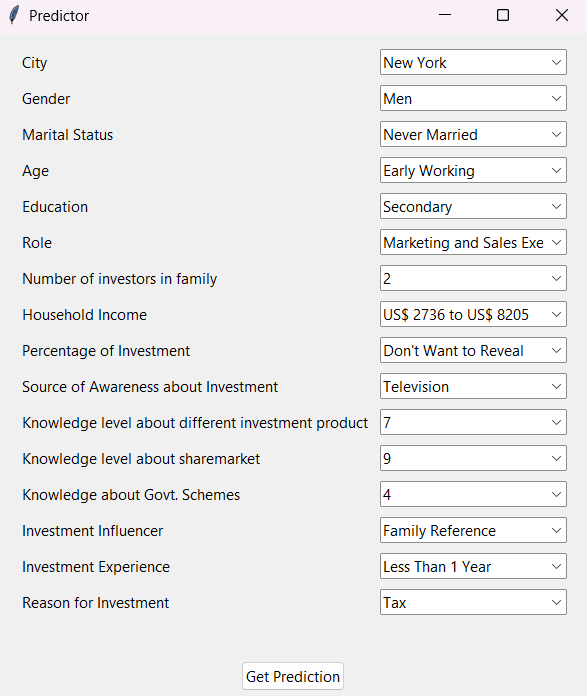 Predictor
City New York
Gender Men
Marital Status Never Married
Age Early Working
Education Secondary
Role Marketing and Sales Exe
Number of investors in family 2
Household Income US$ 2736 to US$ 8205
Percentage of Investment Don't Want to Reveal
Source of Awareness about Investment Television
Knowledge level about different investment product 7
Knowledge level about sharemarket 9
Knowledge about Govt. Schemes 4
Investment Influencer Family Reference
Investment Experience Less Than 1 Year
Reason for Investment Tax
Get Prediction